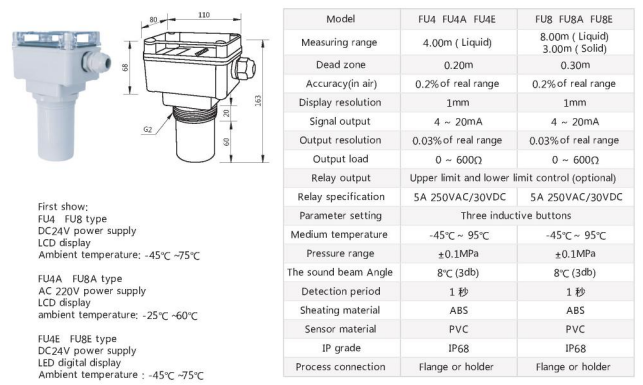 80
110
68
163
20
60
G2
First show:
FU4 FU8 type
DC24V power supply
LCD display
Ambient temperature: -45℃ ~75℃
FU4A FU8A type
AC 220V power supply
LCD display
ambient temperature: -25℃ ~60℃
FU4E FU8E type
DC24V power supply
LED digital display
Ambient temperature : -45℃ ~75℃
Model FU4 FU4A FU4E FU8 FU8A FU8E
Measuring range 4.00m ( Liquid) 8.00m ( Liquid)
3.00m ( Solid)
Dead zone 0.20m 0.30m
Accuracy(in air) 0.2% of real range 0.2% of real range
Display resolution 1mm 1mm
Signal output 4 ~ 20mA 4 ~ 20mA
Output resolution 0.03% of real range 0.03% of real range
Output load 0 ~ 600Ω 0 ~ 600Ω
Relay output Upper limit and lower limit control (optional)
Relay specification 5A 250VAC/30VDC 5A 250VAC/30VDC
Parameter setting Three inductive buttons
Medium temperature -45℃ ~ 95℃ -45℃ ~ 95℃
Pressure range ±0.1MPa ±0.1MPa
The sound beam Angle 8℃ (3db) 8℃ (3db)
Detection period 1 秒 1 秒
Sheating material ABS ABS
Sensor material PVC PVC
IP grade IP68 IP68
Process connection Flange or holder Flange or holder